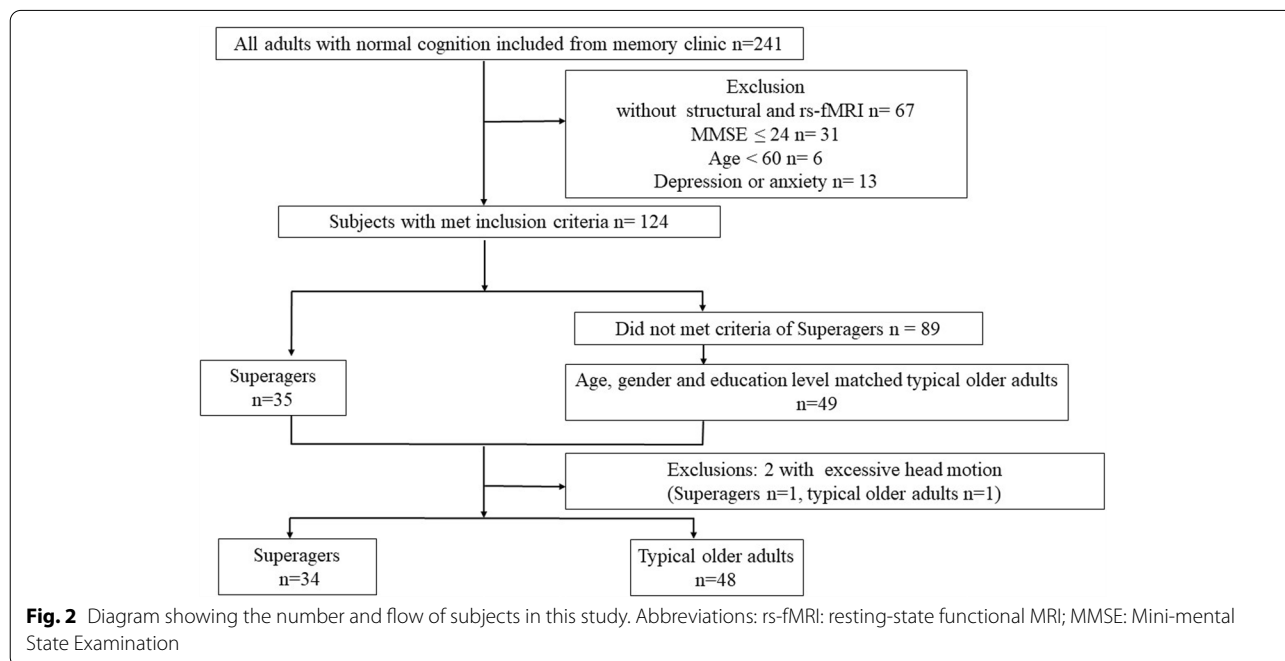 All adults with normal cognition included from memory clinic n=241
Exclusion
without structural and rs-fMRI n= 67
MMSE ≤ 24 n= 31
Age < 60 n= 6
Depression or anxiety n= 13
Subjects with met inclusion criteria n= 124
Did not met criteria of Superagers n = 89
Superagers
n=35
Age, gender and education level matched typical older adults
n=49
Exclusions: 2 with excessive head motion
(Superagers n=1, typical older adults n=1)
Superagers
n=34
Typical older adults
n=48
Fig. 2 Diagram showing the number and flow of subjects in this study. Abbreviations: rs-fMRI: resting-state functional MRI; MMSE: Mini-mental
State Examination